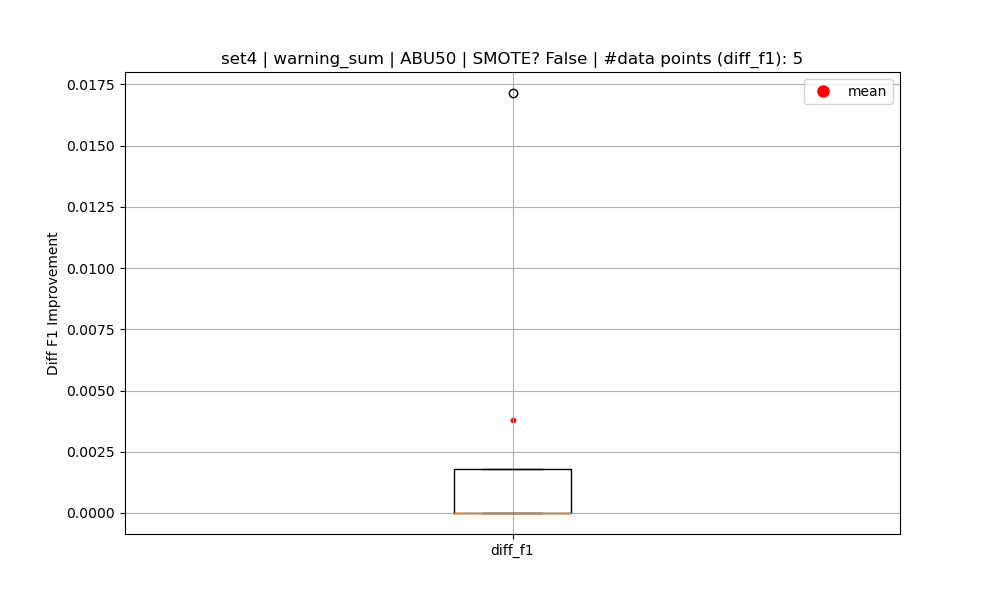 set4 | warning_sum | ABU50 | SMOTE? False | #data points (diff_f1): 5
mean
Diff F1 Improvement
0.0175
0.0150
0.0125
0.0100
0.0075
0.0050
0.0025
0.0000
diff_f1